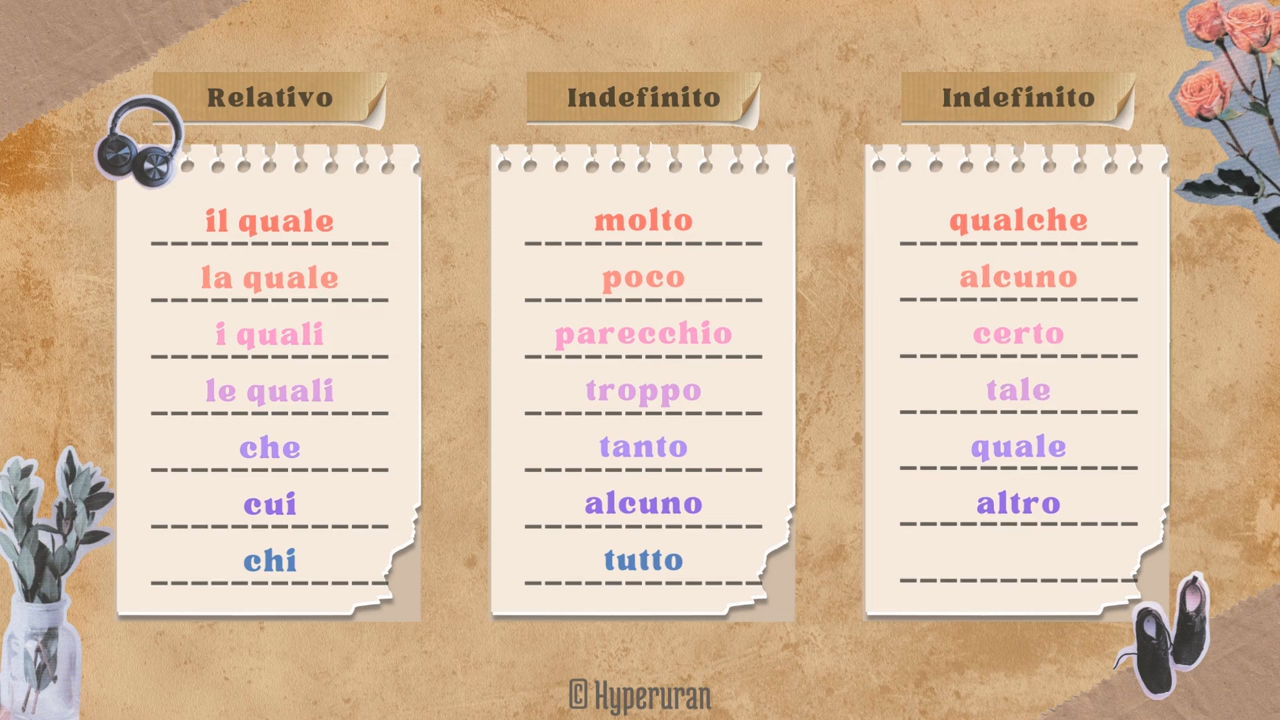 Relativo
il quale
la quale
i quali
le quali
che
cui
chi
Indefinito
molto
poco
parecchio
troppo
tanto
alcuno
tutto
Indefinito
qualche
alcuno
certo
tale
quale
altro
© Hyperuran